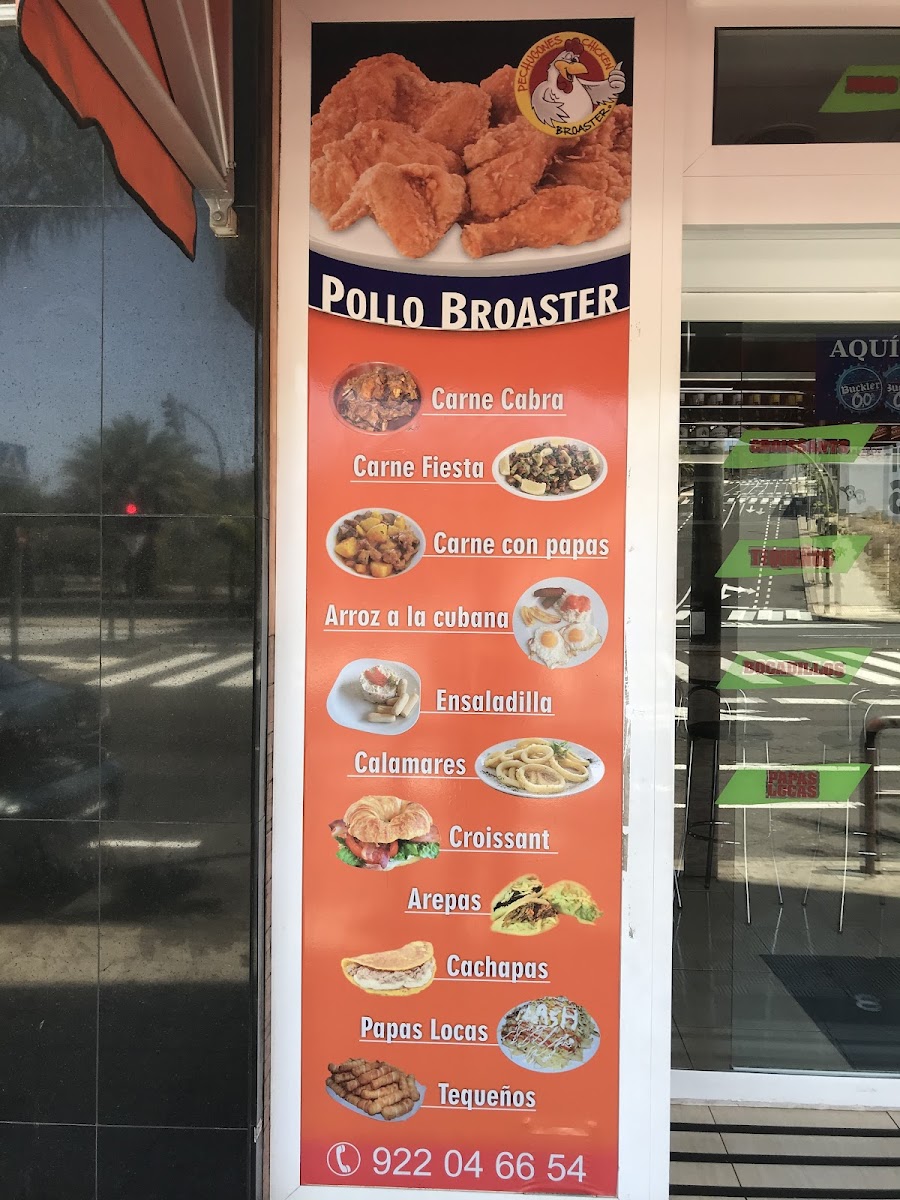 PECHUGONES CHICKEN
BROASTER
POLLO BROASTER
CARNE CABRA
CARNE FIESTA
CARNE CON PAPAS
ARROZ A LA CUBANA
ENSALADILLA
CALAMARES
CROISSANT
AREPAS
CACHAPAS
PAPAS LOCAS
TEQUEÑOS
922 04 66 54
AQUÍ
Buckler
BOCADILLOS
PAPAS
LOCAS